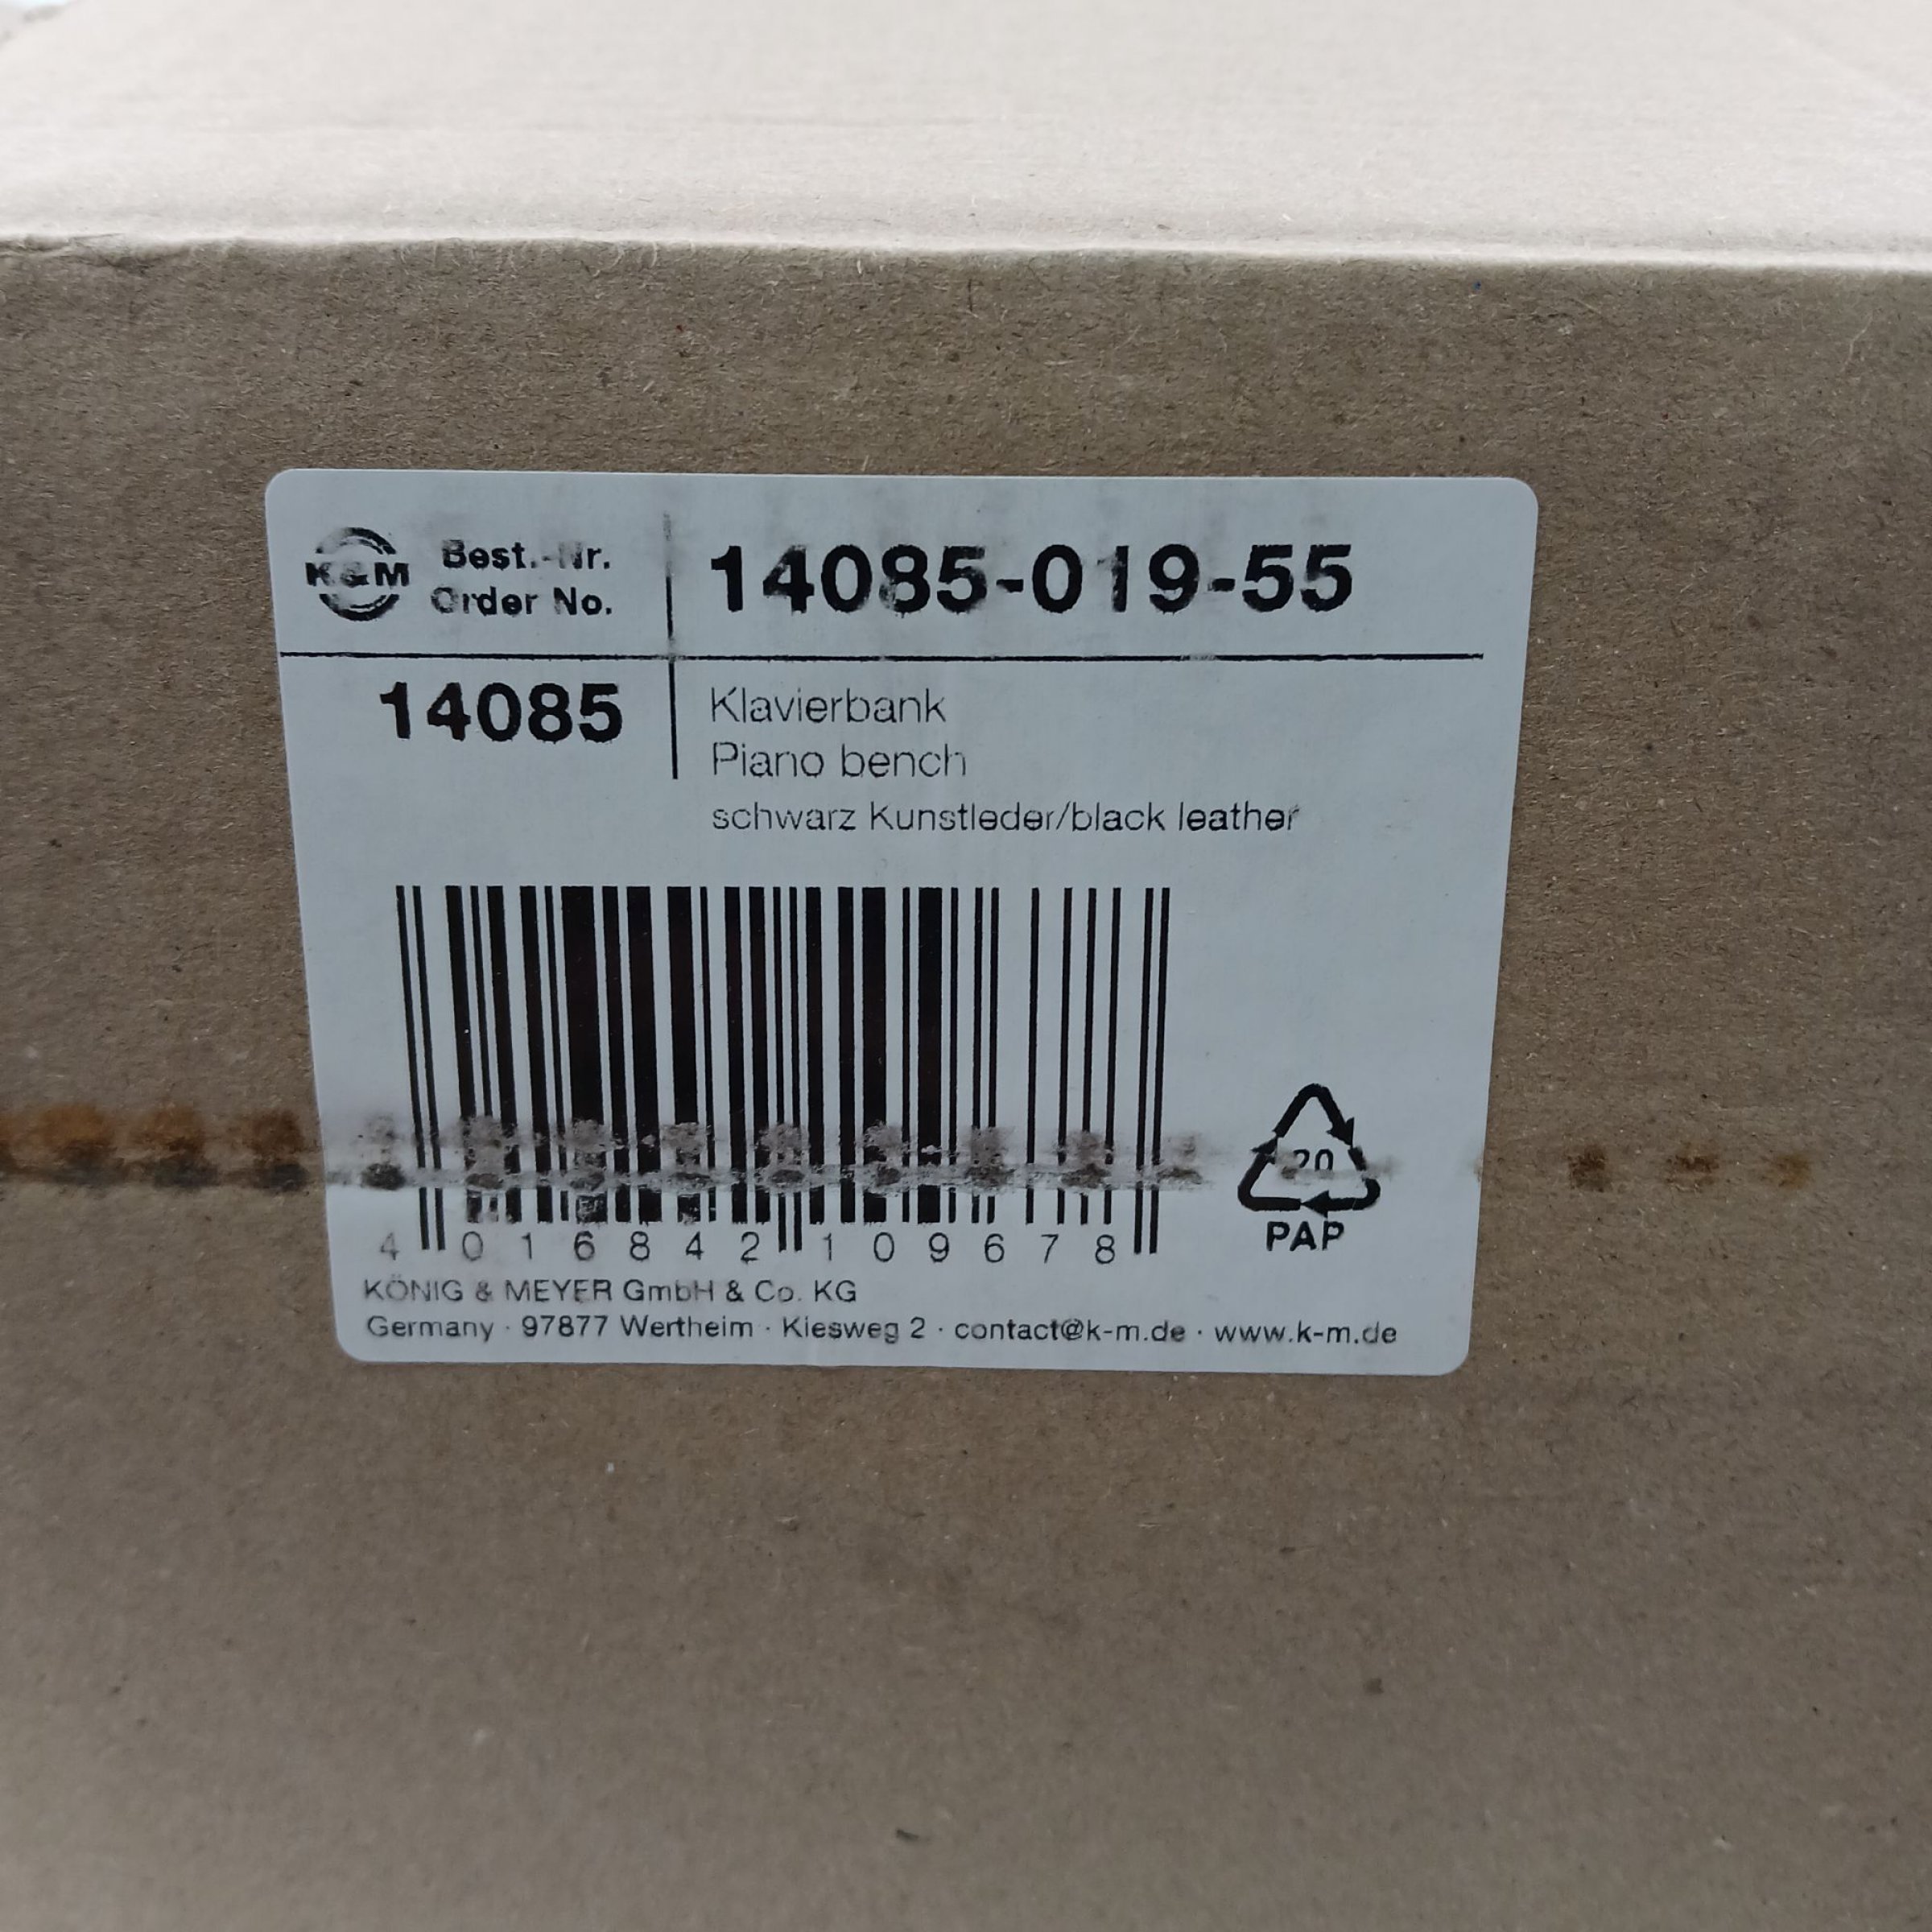 K&M
Best.-Nr.
Order No.
14085-019-55
14085
Klavierbank
Piano bench
schwarz Kunstleder/black leather
4 016842 109678
20
PAP
KÖNIG & MEYER GmbH & Co. KG
Germany · 97877 Wertheim · Kiesweg 2 · contact@k-m.de · www.k-m.de